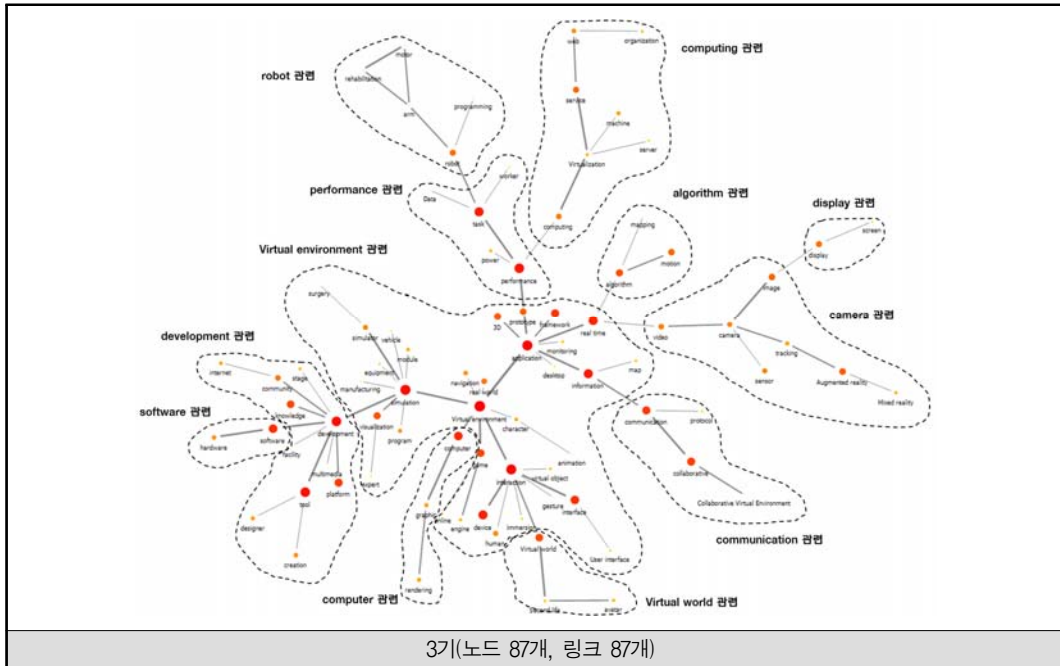 web
organization
computing 관련
motor
robot 관련
rehabilitation
service
programming
arm
machine
server
robot
Virtualization
worker
performance 관련
algorithm 관련
Data
display 관련
task
computing
mapping
screen
display
Virtual environment 관련
power
motion
performance
algorithm
image
surgery
camera 관련
prototype
framework
3D
real time
video
camera
simulator
vehicle
application
monitoring
tracking
development 관련
module
map
internet
stage
equipment
desktop
information
sensor
Augmented reality
community
manufacturing
navigation
real world
simulation
Mixed reality
software 관련
knowledge
Virtual environment
communication
protocol
hardware
software
development
visualization
program
character
computer
facility
game
collaborative
multimedia
animation
expert
interaction
virtual object
tool
platform
gesture
interface
Collaborative Virtual Environment
graphic
online
designer
engine
device
immersion
human
communication 관련
Virtual world
User interface
creation
rendering
computer 관련
second life
avatar
Virtual world 관련
3기(노드 87개, 링크 87개)